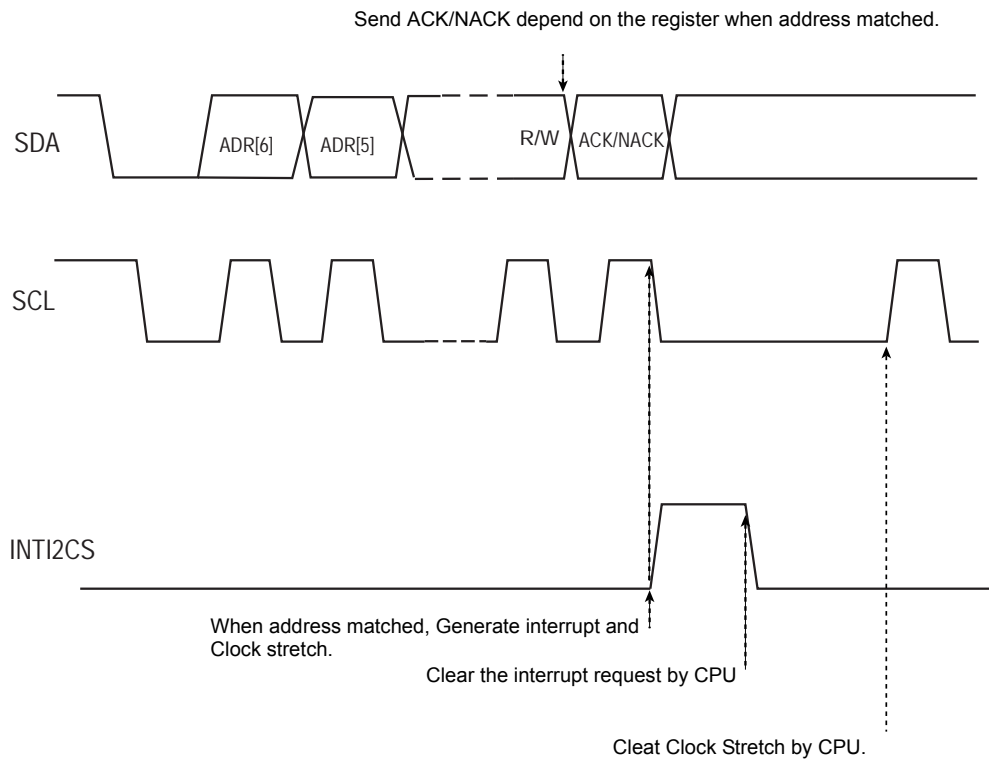 Send ACK/NACK depend on the register when address matched.
SDA
ADR[6]
ADR[5]
R/W
ACK/NACK
SCL
INTI2CS
When address matched, Generate interrupt and
Clock stretch.
Clear the interrupt request by CPU
Cleat Clock Stretch by CPU.